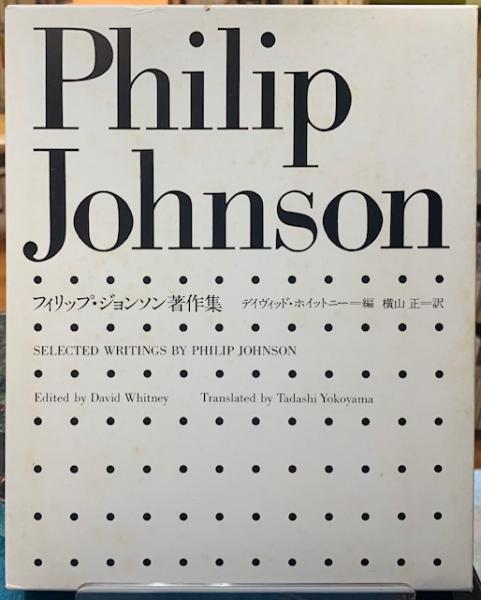 Philip
Johnson
フィリップ・ジョンソン著作集 デイヴィッド・ホイットニー＝編 横山 正＝訳
SELECTED WRITINGS BY PHILIP JOHNSON
Edited by David Whitney Translated by Tadashi Yokoyama